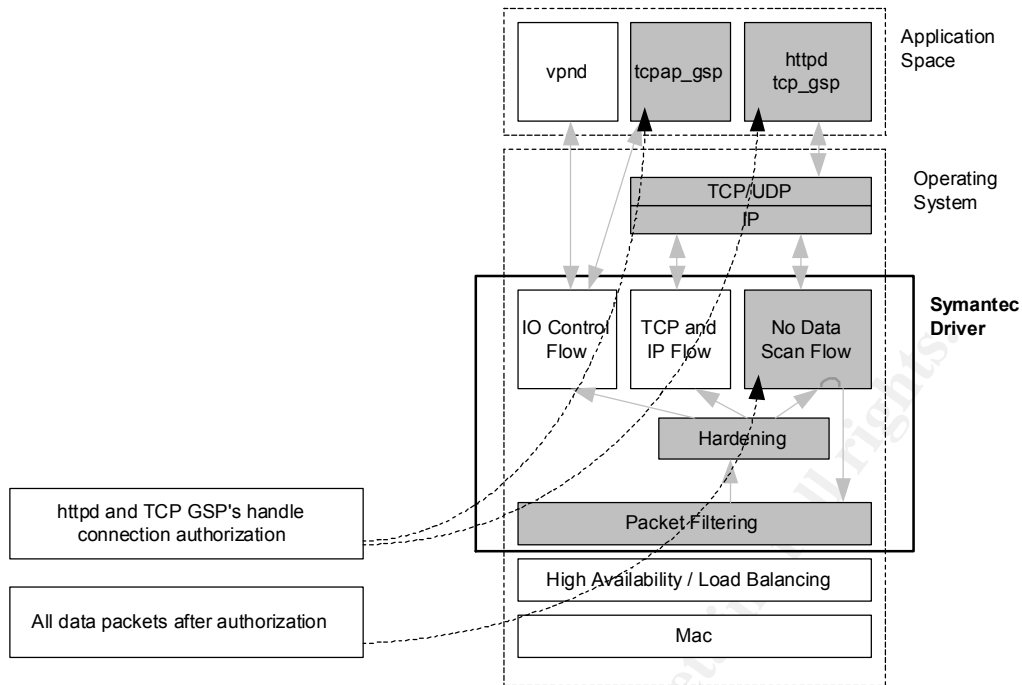 Application
Space
vpnd
tcpap_gsp
httpd
tcp_gsp
Operating
System
TCP/UDP
IP
Symantec
Driver
IO Control
Flow
TCP and
IP Flow
No Data
Scan Flow
Hardening
Packet Filtering
httpd and TCP GSP's handle
connection authorization
High Availability / Load Balancing
All data packets after authorization
Mac
ll rights.